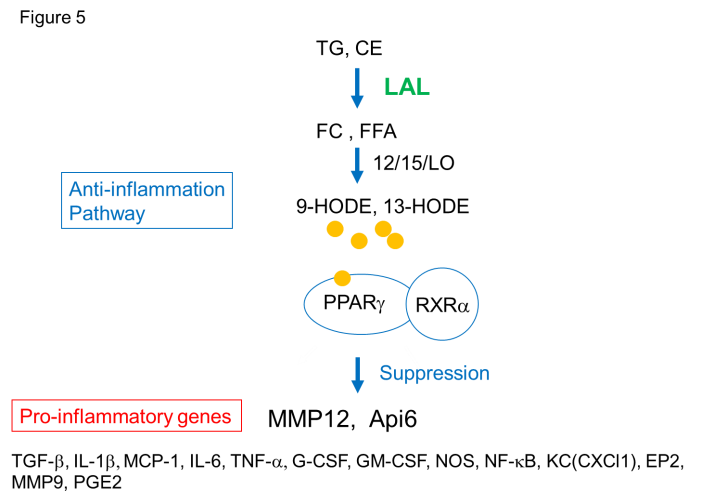 Figure 5
TG, CE
LAL
FC , FFA
12/15/LO
Anti-inflammation
Pathway
9-HODE, 13-HODE
PPARγ
RXRα
Suppression
Pro-inflammatory genes
MMP12, Api6
TGF-β, IL-1β, MCP-1, IL-6, TNF-α, G-CSF, GM-CSF, NOS, NF-κB, KC(CXCl1), EP2,
MMP9, PGE2